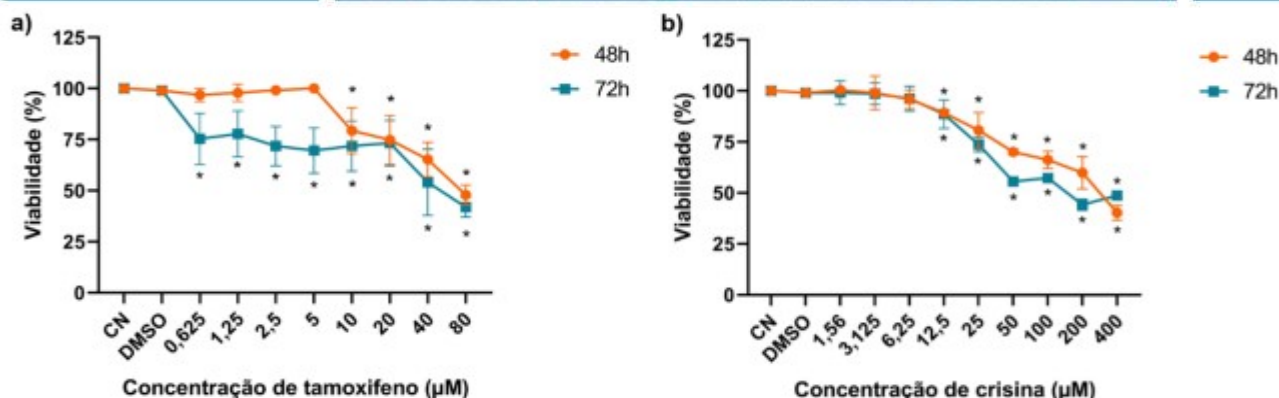 a)
125
100
75
50
25
0
Viabilidade (%)
48h
72h
CN
DMSO
0,625
1,25
2,5
5
10
20
40
80
Concentração de tamoxifeno (µM)
b)
125
100
75
50
25
0
Viabilidade (%)
48h
72h
CN
DMSO
1,56
3,125
6,25
12,5
25
50
100
200
400
Concentração de crisina (µM)